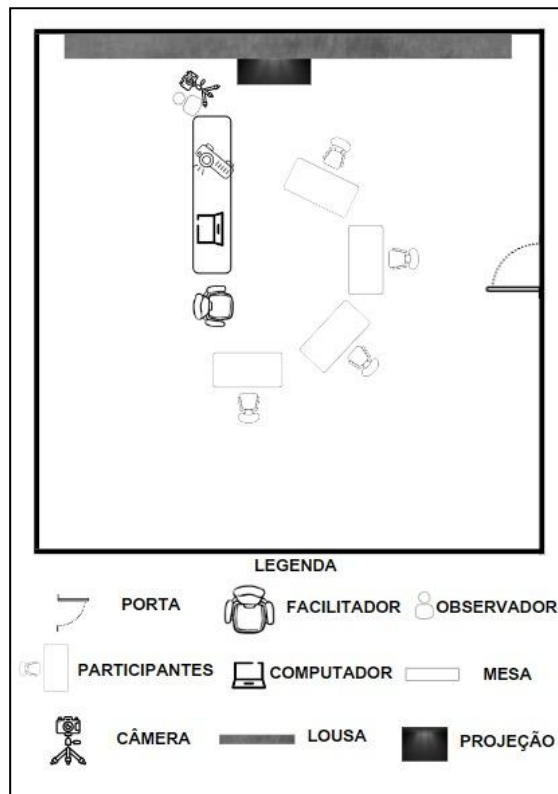 LEGENDA
PORTA
FACILITADOR
OBSERVADOR
PARTICIPANTES
COMPUTADOR
MESA
CÂMERA
LOUSA
PROJEÇÃO